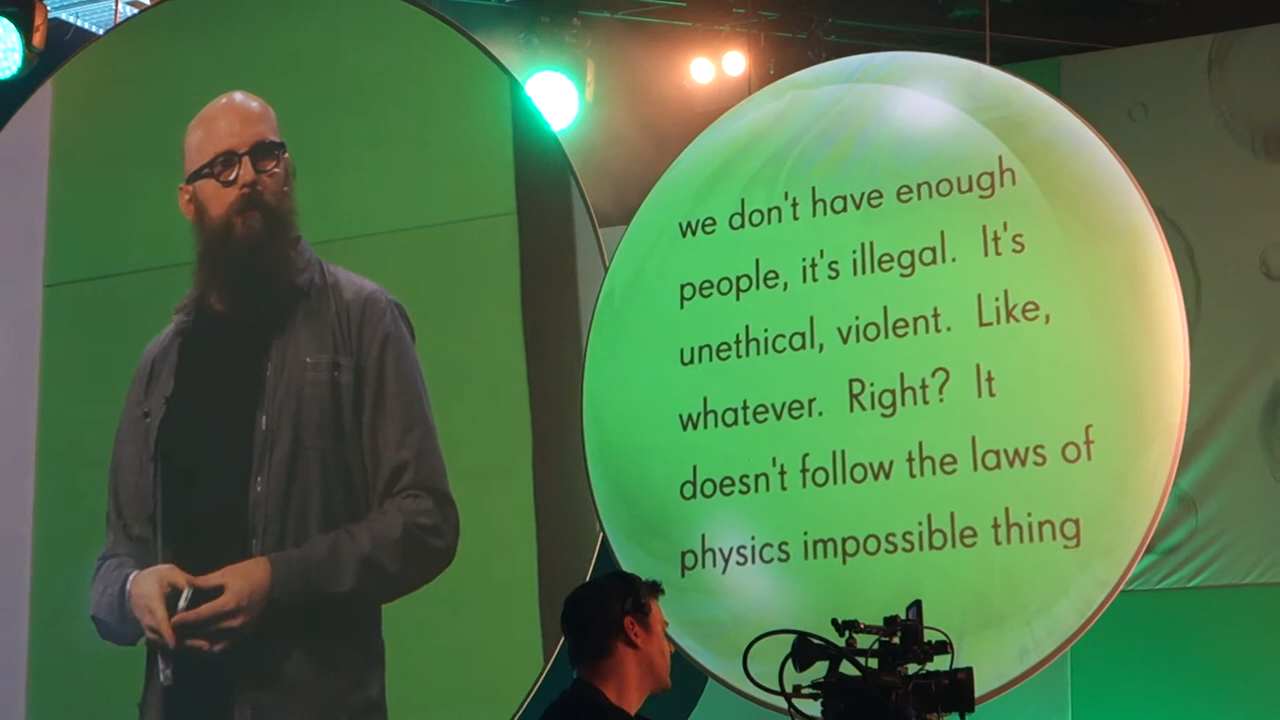 we don't have enough
people, it's illegal. It's
unethical, violent. Like,
whatever. Right? It
doesn't follow the laws of
physics impossible thing